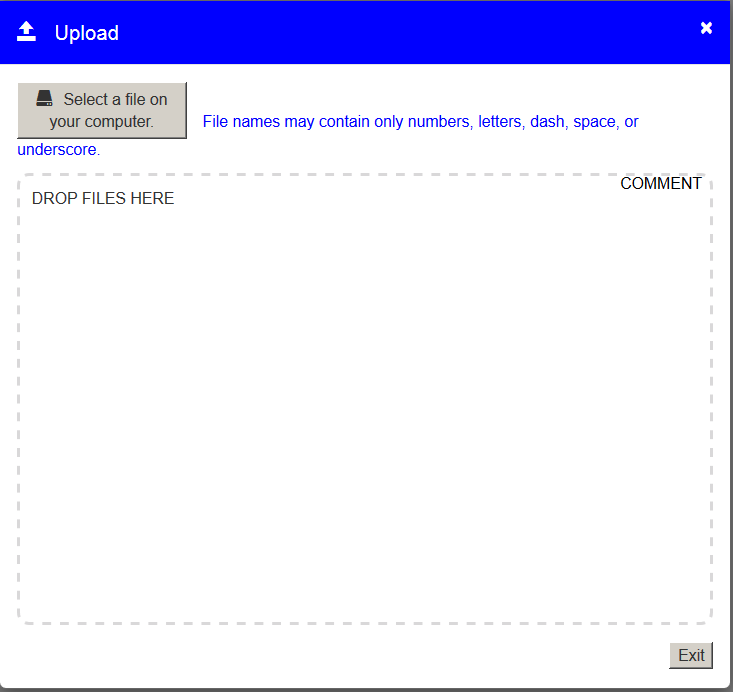 Upload
Select a file on
your computer.
File names may contain only numbers, letters, dash, space, or
underscore.
COMMENT
DROP FILES HERE
Exit